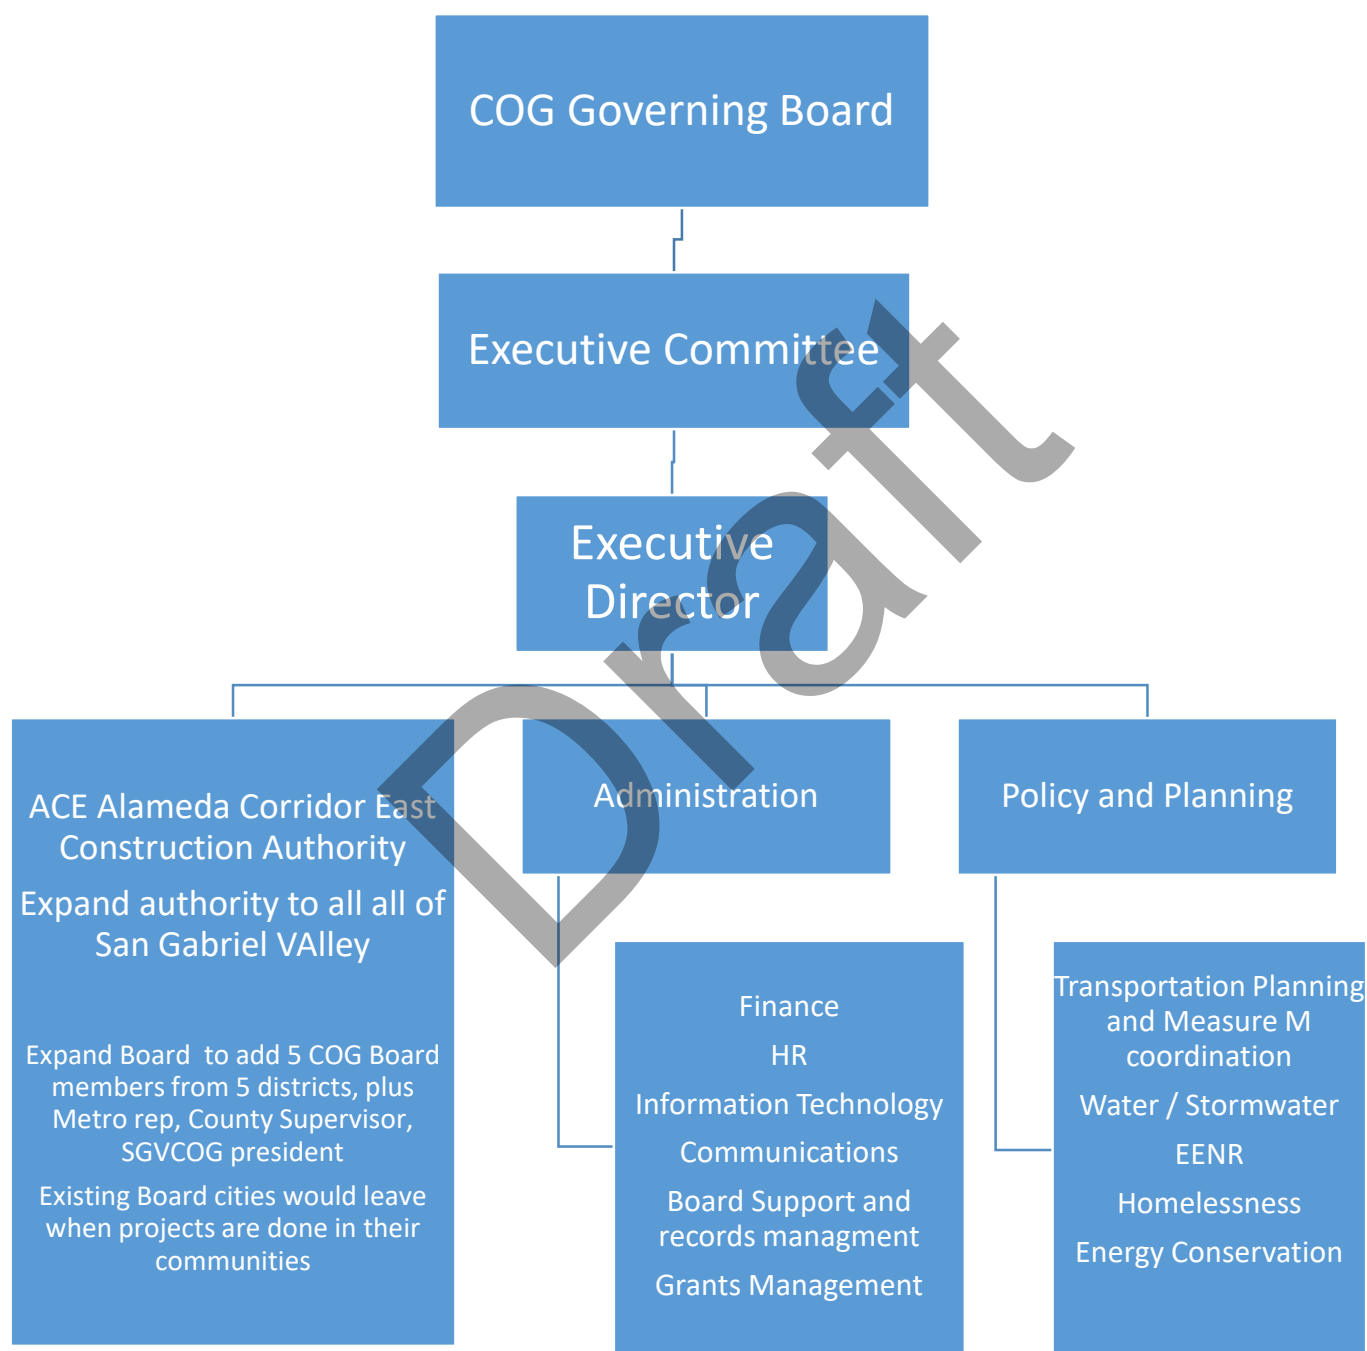 COG Governing Board
Executive Committee
Executive
Director
ACE Alameda Corridor East
Construction Authority
Expand authority to all all of
San Gabriel VAlley
Expand Board  to add 5 COG Board
members from 5 districts, plus
Metro rep, County Supervisor,
SGVCOG president
Existing Board cities would leave
when projects are done in their
communities
Administration
Finance
HR
Information Technology
Communications
Board Support and
records managment
Grants Management
Policy and Planning
Transportation Planning
and Measure M
coordination
Water / Stormwater
EENR
Homelessness
Energy Conservation
Draft